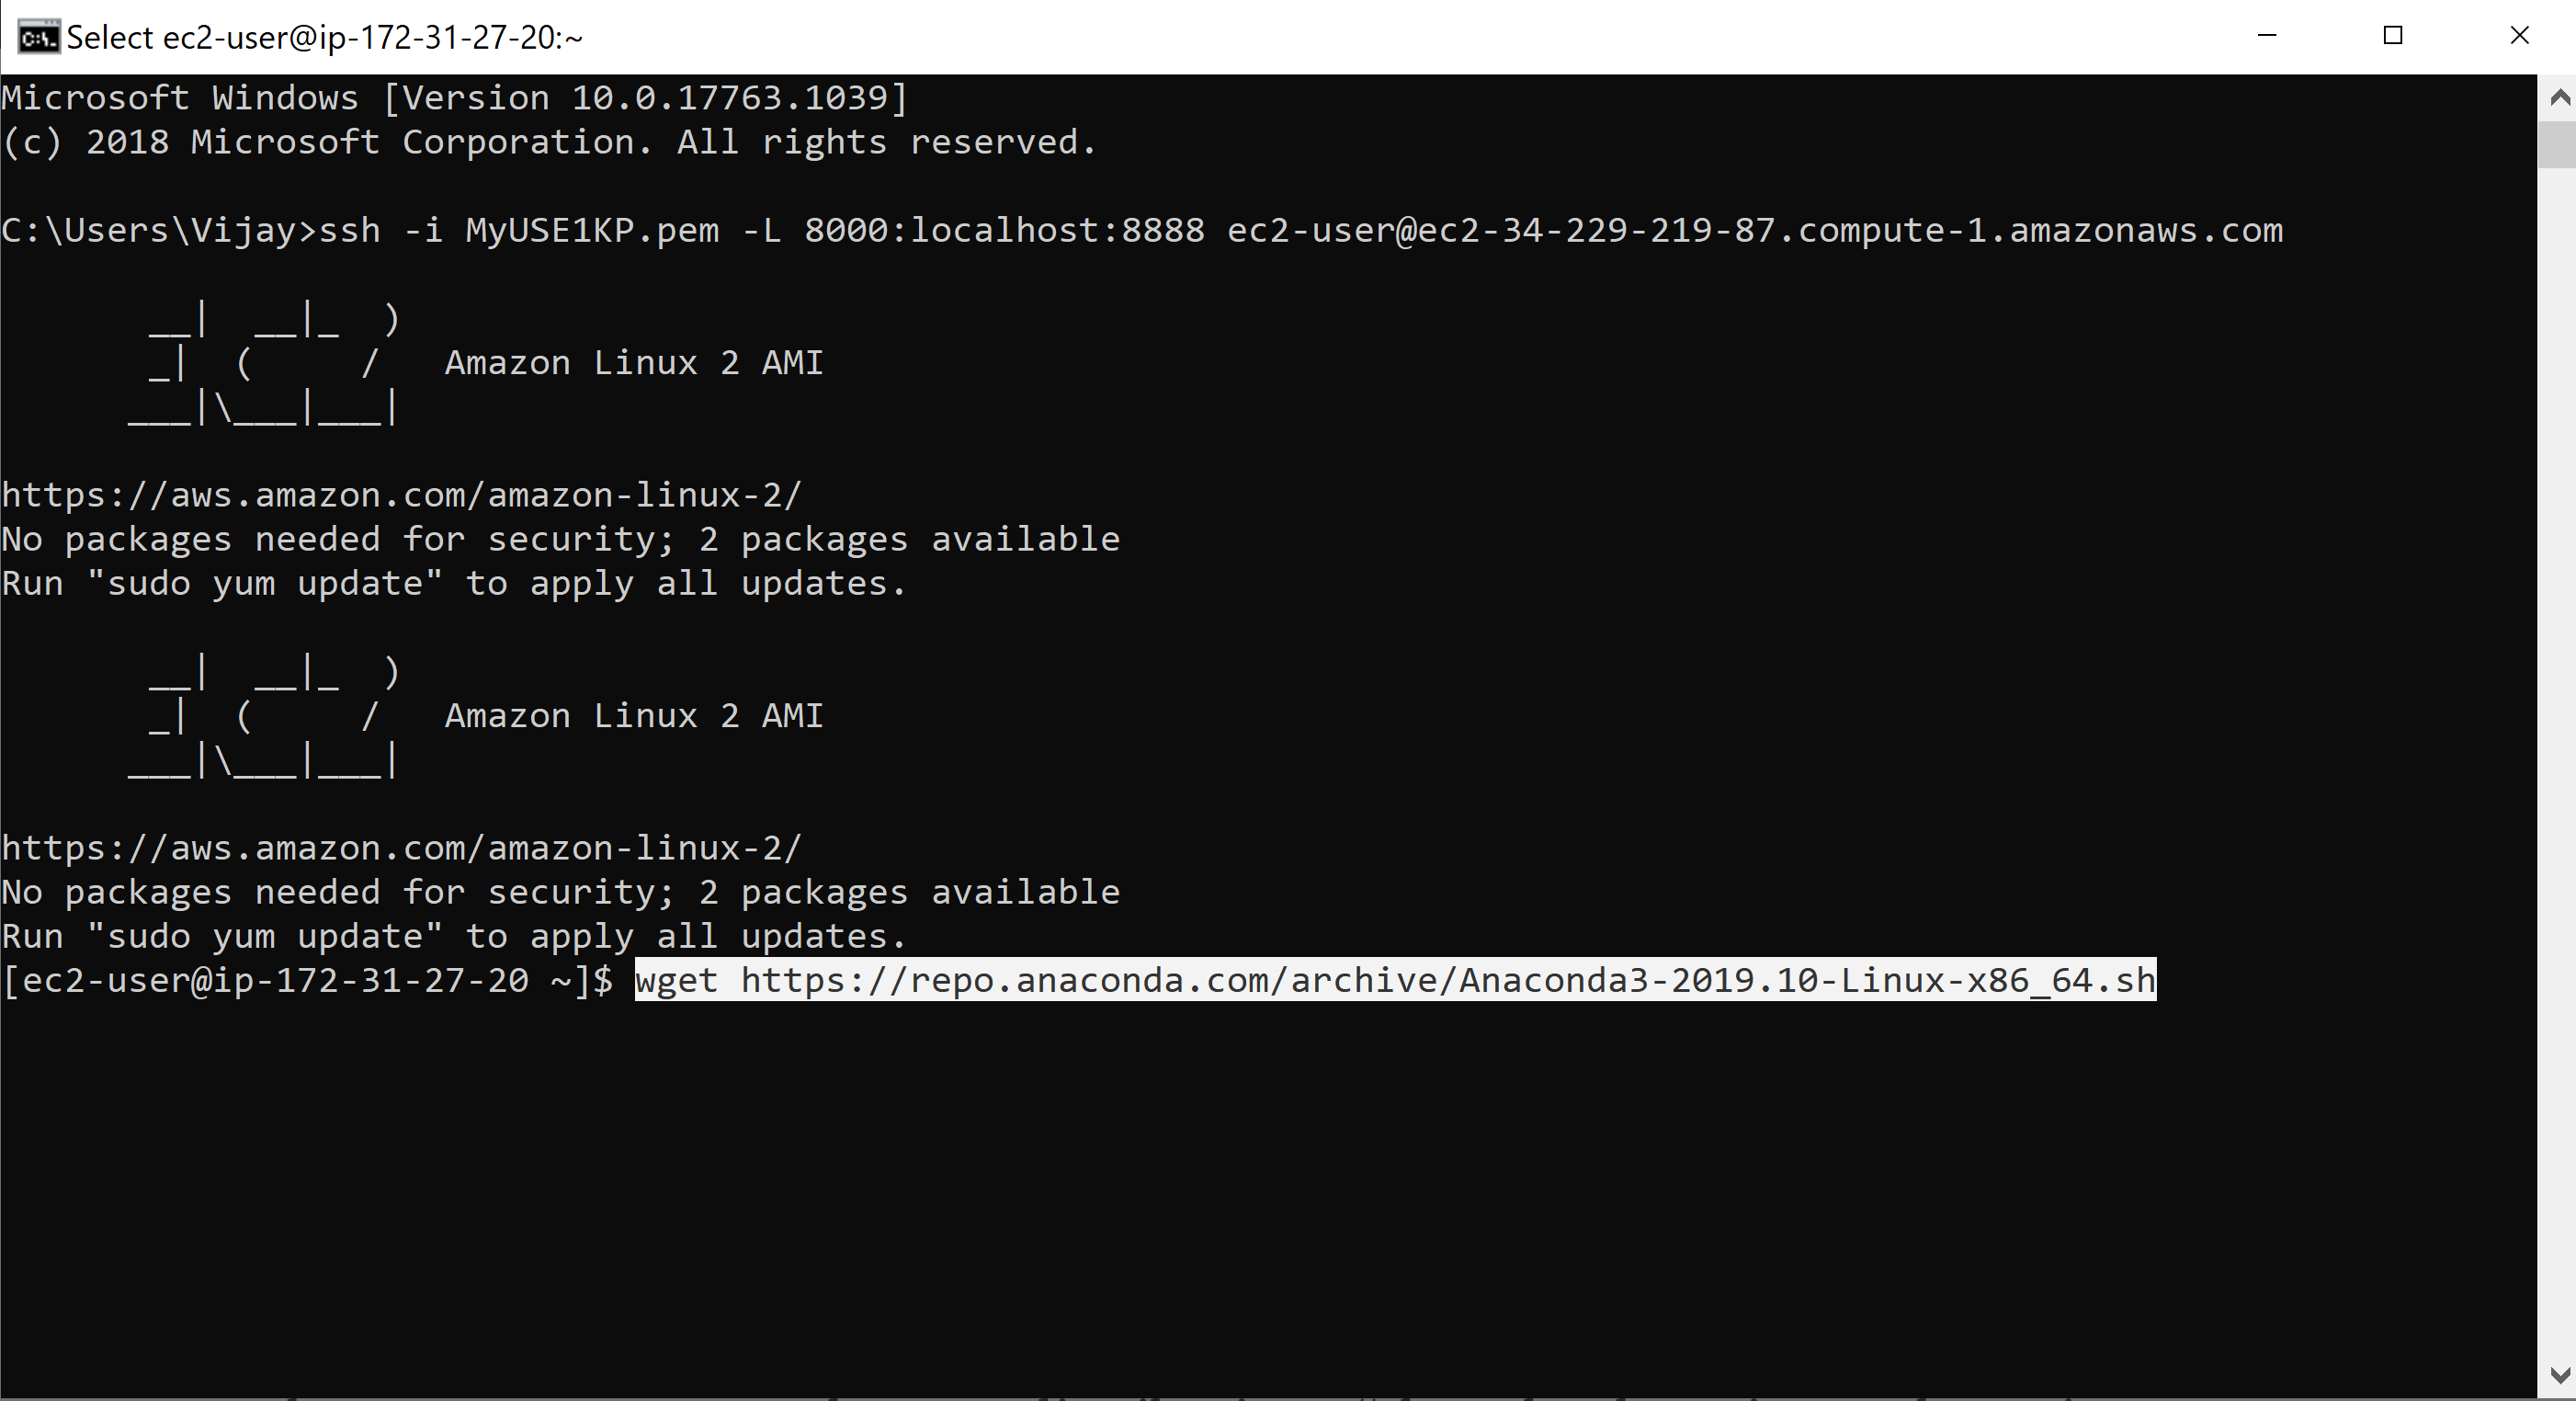 Select ec2-user@ip-172-31-27-20:~
Microsoft Windows [Version 10.0.17763.1039]
(c) 2018 Microsoft Corporation. All rights reserved.
C:\Users\Vijay>ssh -i MyUSE1KP.pem -L 8000:localhost:8888 ec2-user@ec2-34-229-219-87.compute-1.amazonaws.com
       __|  __|_  )
       _|  (     /   Amazon Linux 2 AMI
      ___|\___|___|
https://aws.amazon.com/amazon-linux-2/
No packages needed for security; 2 packages available
Run "sudo yum update" to apply all updates.
       __|  __|_  )
       _|  (     /   Amazon Linux 2 AMI
      ___|\___|___|
https://aws.amazon.com/amazon-linux-2/
No packages needed for security; 2 packages available
Run "sudo yum update" to apply all updates.
[ec2-user@ip-172-31-27-20 ~]$ wget https://repo.anaconda.com/archive/Anaconda3-2019.10-Linux-x86_64.sh